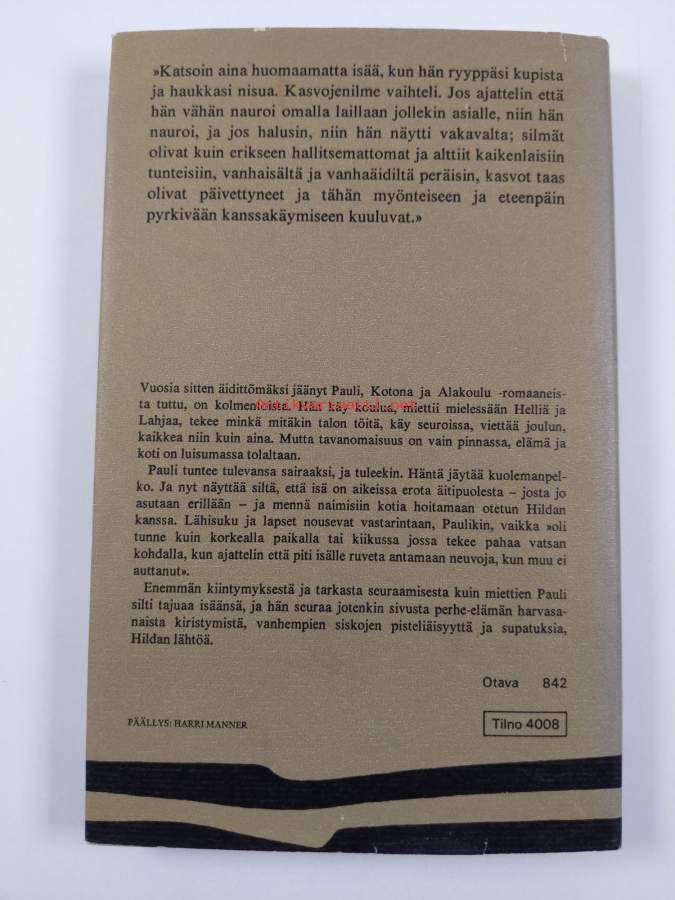 »Katsoin aina huomaamatta isää, kun hän ryyppäsi kupista
ja haukkasi nisua. Kasvojenilme vaihteli. Jos ajattelin että
hän vähän nauroi omalla laillaan jollekin asialle, niin hän
nauroi, ja jos halusin, niin hän näytti vakavalta; silmät
olivat kuin erikseen hallitsemattomat ja alttiit kaikenlaisiin
tunteisiin, vanhaisältä ja vanhaäidiltä peräisin, kasvot taas
olivat päivettyneet ja tähän myönteiseen ja eteenpäin
pyrkivään kanssakäymiseen kuuluvat.»
Vuosia sitten äidittömäksi jäänyt Pauli, Kotona ja Alakoulu -romaaneis-
ta tuttu, on kolmenteista. Hän käy koulua, miettii mielessään Helliä ja
Lahjaa, tekee minkä mitäkin talon töitä, käy seuroissa, viettää joulun,
kaikkea niin kuin aina. Mutta tavanomaisuus on vain pinnassa, elämä ja
koti on luisumassa tolaltaan.
Pauli tuntee tulevansa sairaaksi, ja tuleekin. Häntä jäytää kuolemanpel-
ko. Ja nyt näyttää siltä, että isä on aikeissa erota äitipuolesta – josta jo
asutaan erillään – ja mennä naimisiin kotia hoitamaan otetun Hildan
kanssa. Lähisuku ja lapset nousevat vastarintaan, Paulikin, vaikka »oli
tunne kuin korkealla paikalla tai kiikussa jossa tekee pahaa vatsan
kohdalla, kun ajattelin että piti isälle ruveta antamaan neuvoja, kun muu ei
auttanut».
Enemmän kiintymyksestä ja tarkasta seuraamisesta kuin miettien Pauli
silti tajuaa isäänsä, ja hän seuraa jotenkin sivusta perhe-elämän harvasa-
naista kiristymistä, vanhempien siskojen pisteliäisyyttä ja supatuksia,
Hildan lähtöä.
Otava 842
PÄÄLLYS: HARRI MANNER
Tilno 4008